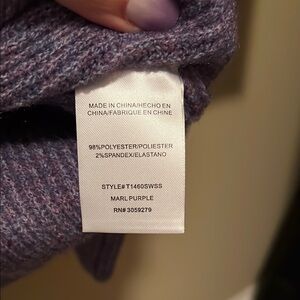 MADE IN CHINA/HECHO EN
CHINA/FABRIQUE EN CHINE
98%POLYESTER/POLIESTER
2%SPANDEX/ELASTANO
STYLE# T1460SWSS
MARL PURPLE
RN# 3059279